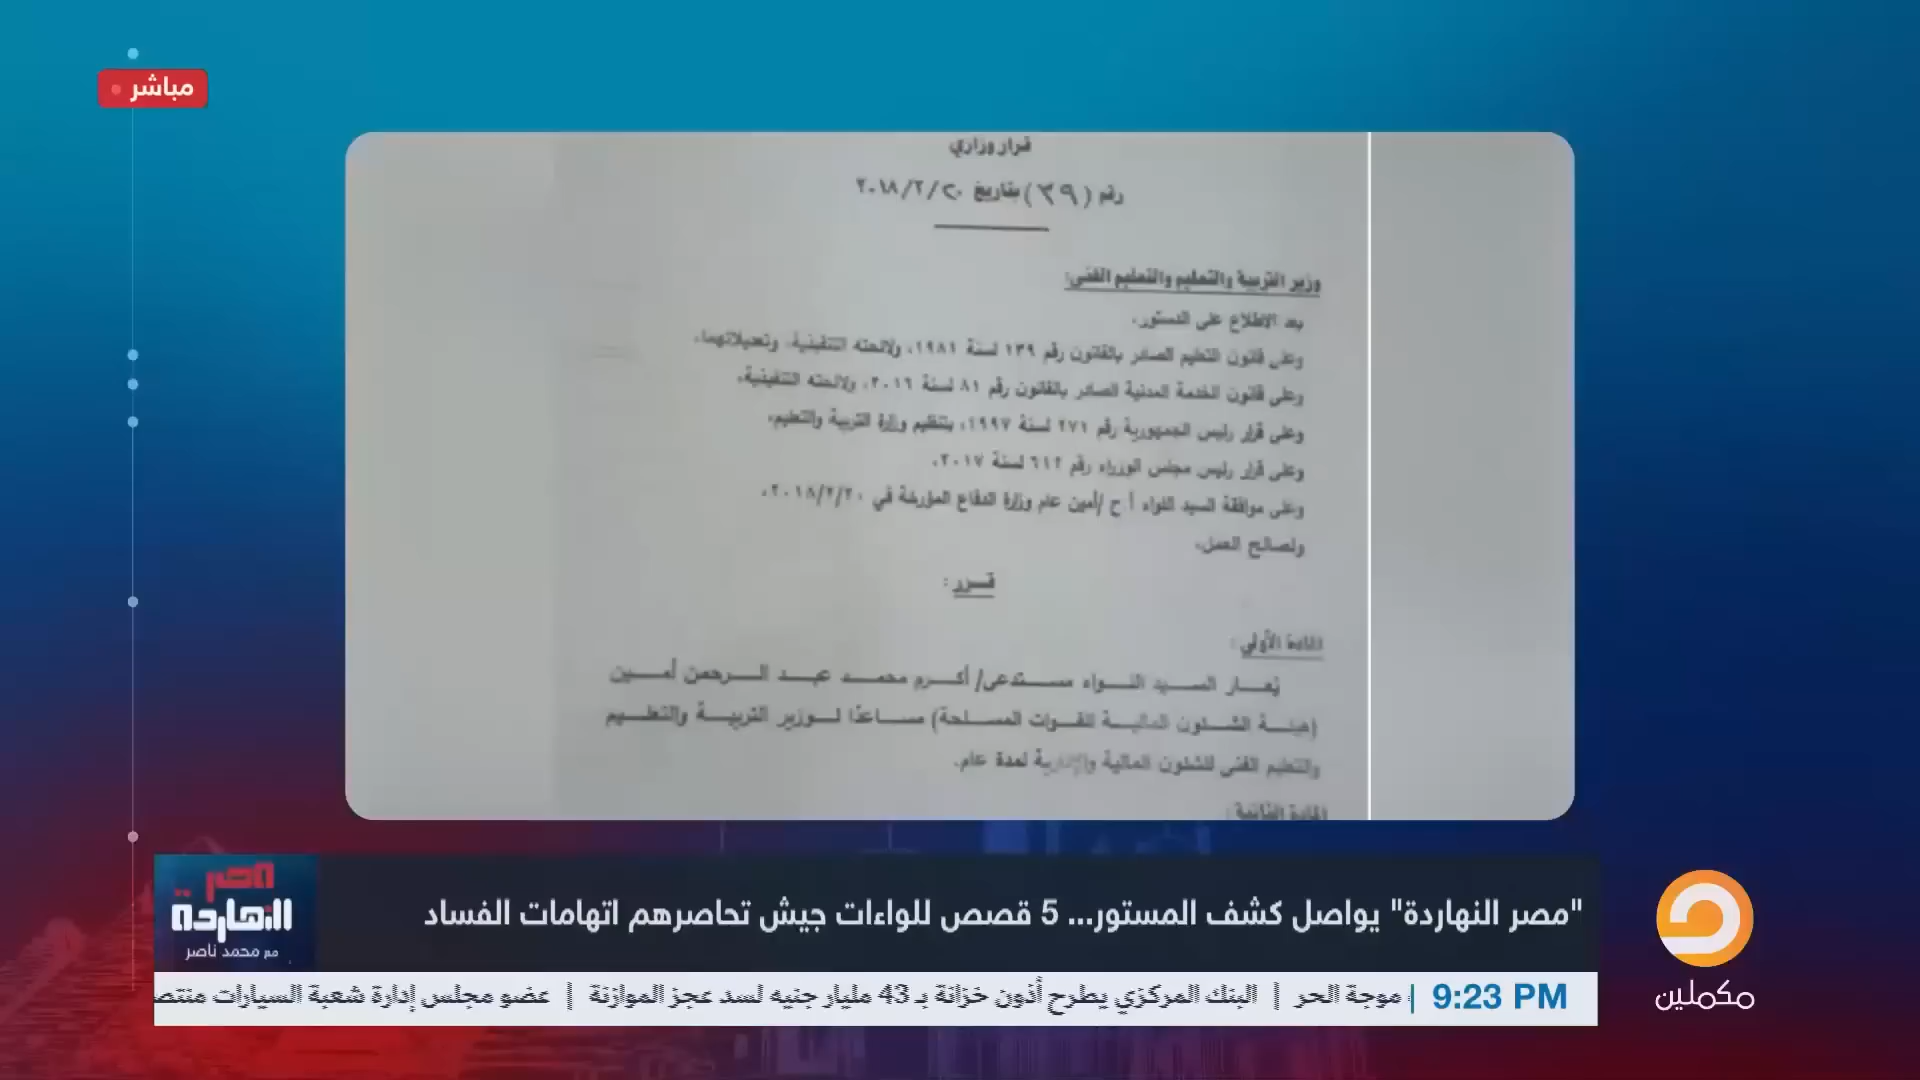 مباشر
قرار وزاري
رقم (٣٩) بتاريخ ٢٠١٨/٢/٢٠
وزير التربية والتعليم والتعليم الفني:
بعد الاطلاع على الدستور،
وعلى قانون التعليم الصادر بالقانون رقم ١٣٩ لسنة ١٩٨١، ولائحته التنفيذية، وتعديلاتهما،
وعلى قانون الخدمة المدنية الصادر بالقانون رقم ٨١ لسنة ٢٠١٦، ولائحته التنفيذية،
وعلى قرار رئيس الجمهورية رقم ٢٧١ لسنة ١٩٩٧، بتنظيم وزارة التربية والتعليم،
وعلى قرار رئيس مجلس الوزراء رقم ٦١٢ لسنة ٢٠١٧،
وعلى موافقة السيد اللواء أ.ح /أمين عام وزارة الدفاع المؤرخة في ٢٠١٨/٢/٢٠،
ولصالح العمل،
قـــرر :
المادة الأولي :
يُعار السيد اللواء مستدعى/ أكرم محمد عبد الرحمن أمين
(هيئة الشئون المالية للقوات المسلحة) مساعدًا لوزير التربية والتعليم
والتعليم الفني للشئون المالية والإدارية لمدة عام.
المادة الثانية :
"مصر النهاردة" يواصل كشف المستور... 5 قصص للواءات جيش تحاصرهم اتهامات الفساد
مصر
النهاردة
مع محمد ناصر
9:23 PM | موجة الحر | البنك المركزي يطرح أذون خزانة بـ 43 مليار جنيه لسد عجز الموازنة | عضو مجلس إدارة شعبة السيارات
مكملين